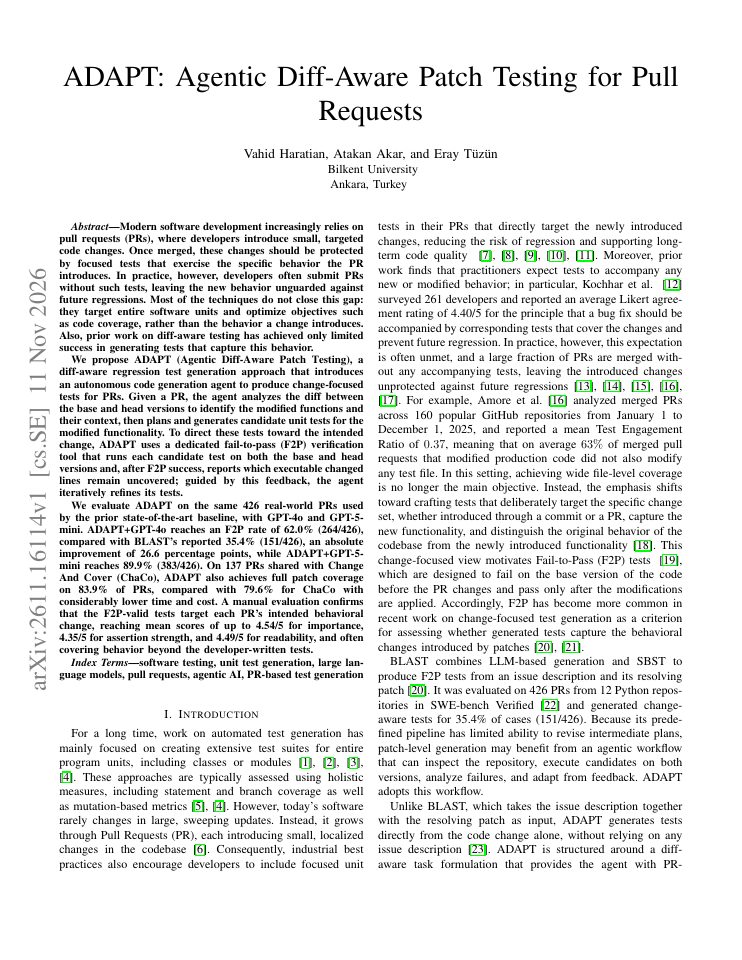 ADAPT: Agentic Diff-Aware Patch Testing for Pull
Requests
Vahid Haratian, Atakan Akar, and Eray Tüzün
Bilkent University
Ankara, Turkey
arXiv:2611.16114v1 [cs.SE] 11 Nov 2026
Abstract—Modern software development increasingly relies on
pull requests (PRs), where developers introduce small, targeted
code changes. Once merged, these changes should be protected
by focused tests that exercise the specific behavior the PR
introduces. In practice, however, developers often submit PRs
without such tests, leaving the new behavior unguarded against
future regressions. Most of the techniques do not close this gap:
they target entire software units and optimize objectives such
as code coverage, rather than the behavior a change introduces.
Also, prior work on diff-aware testing has achieved only limited
success in generating tests that capture this behavior.
We propose ADAPT (Agentic Diff-Aware Patch Testing), a
diff-aware regression test generation approach that introduces
an autonomous code generation agent to produce change-focused
tests for PRs. Given a PR, the agent analyzes the diff between
the base and head versions to identify the modified functions and
their context, then plans and generates candidate unit tests for the
modified functionality. To direct these tests toward the intended
change, ADAPT uses a dedicated fail-to-pass (F2P) verification
tool that runs each candidate test on both the base and head
versions and, after F2P success, reports which executable changed
lines remain uncovered; guided by this feedback, the agent
iteratively refines its tests.
We evaluate ADAPT on the same 426 real-world PRs used
by the prior state-of-the-art baseline, with GPT-4o and GPT-5-
mini. ADAPT+GPT-4o reaches an F2P rate of 62.0% (264/426),
compared with BLAST's reported 35.4% (151/426), an absolute
improvement of 26.6 percentage points, while ADAPT+GPT-5-
mini reaches 89.9% (383/426). On 137 PRs shared with Change
And Cover (ChaCo), ADAPT also achieves full patch coverage
on 83.9% of PRs, compared with 79.6% for ChaCo with
considerably lower time and cost. A manual evaluation confirms
that the F2P-valid tests target each PR's intended behavioral
change, reaching mean scores of up to 4.54/5 for importance,
4.35/5 for assertion strength, and 4.49/5 for readability, and often
covering behavior beyond the developer-written tests.
Index Terms—software testing, unit test generation, large lan-
guage models, pull requests, agentic AI, PR-based test generation
I. INTRODUCTION
For a long time, work on automated test generation has
mainly focused on creating extensive test suites for entire
program units, including classes or modules [1], [2], [3],
[4]. These approaches are typically assessed using holistic
measures, including statement and branch coverage as well
as mutation-based metrics [5], [4]. However, today's software
rarely changes in large, sweeping updates. Instead, it grows
through Pull Requests (PR), each introducing small, localized
changes in the codebase [6]. Consequently, industrial best
practices also encourage developers to include focused unit
tests in their PRs that directly target the newly introduced
changes, reducing the risk of regression and supporting long-
term code quality [7], [8], [9], [10], [11]. Moreover, prior
work finds that practitioners expect tests to accompany any
new or modified behavior; in particular, Kochhar et al. [12]
surveyed 261 developers and reported an average Likert agree-
ment rating of 4.40/5 for the principle that a bug fix should be
accompanied by corresponding tests that cover the changes and
prevent future regression. In practice, however, this expectation
is often unmet, and a large fraction of PRs are merged with-
out any accompanying tests, leaving the introduced changes
unprotected against future regressions [13], [14], [15], [16],
[17]. For example, Amore et al. [16] analyzed merged PRs
across 160 popular GitHub repositories from January 1 to
December 1, 2025, and reported a mean Test Engagement
Ratio of 0.37, meaning that on average 63% of merged pull
requests that modified production code did not also modify
any test file. In this setting, achieving wide file-level coverage
is no longer the main objective. Instead, the emphasis shifts
toward crafting tests that deliberately target the specific change
set, whether introduced through a commit or a PR, capture the
new functionality, and distinguish the original behavior of the
codebase from the newly introduced functionality [18]. This
change-focused view motivates Fail-to-Pass (F2P) tests [19],
which are designed to fail on the base version of the code
before the PR changes and pass only after the modifications
are applied. Accordingly, F2P has become more common in
recent work on change-focused test generation as a criterion
for assessing whether generated tests capture the behavioral
changes introduced by patches [20], [21].
BLAST combines LLM-based generation and SBST to
produce F2P tests from an issue description and its resolving
patch [20]. It was evaluated on 426 PRs from 12 Python repos-
itories in SWE-bench Verified [22] and generated change-
aware tests for 35.4% of cases (151/426). Because its prede-
fined pipeline has limited ability to revise intermediate plans,
patch-level generation may benefit from an agentic workflow
that can inspect the repository, execute candidates on both
versions, analyze failures, and adapt from feedback. ADAPT
adopts this workflow.
Unlike BLAST, which takes the issue description together
with the resolving patch as input, ADAPT generates tests
directly from the code change alone, without relying on any
issue description [23]. ADAPT is structured around a diff-
aware task formulation that provides the agent with PR-